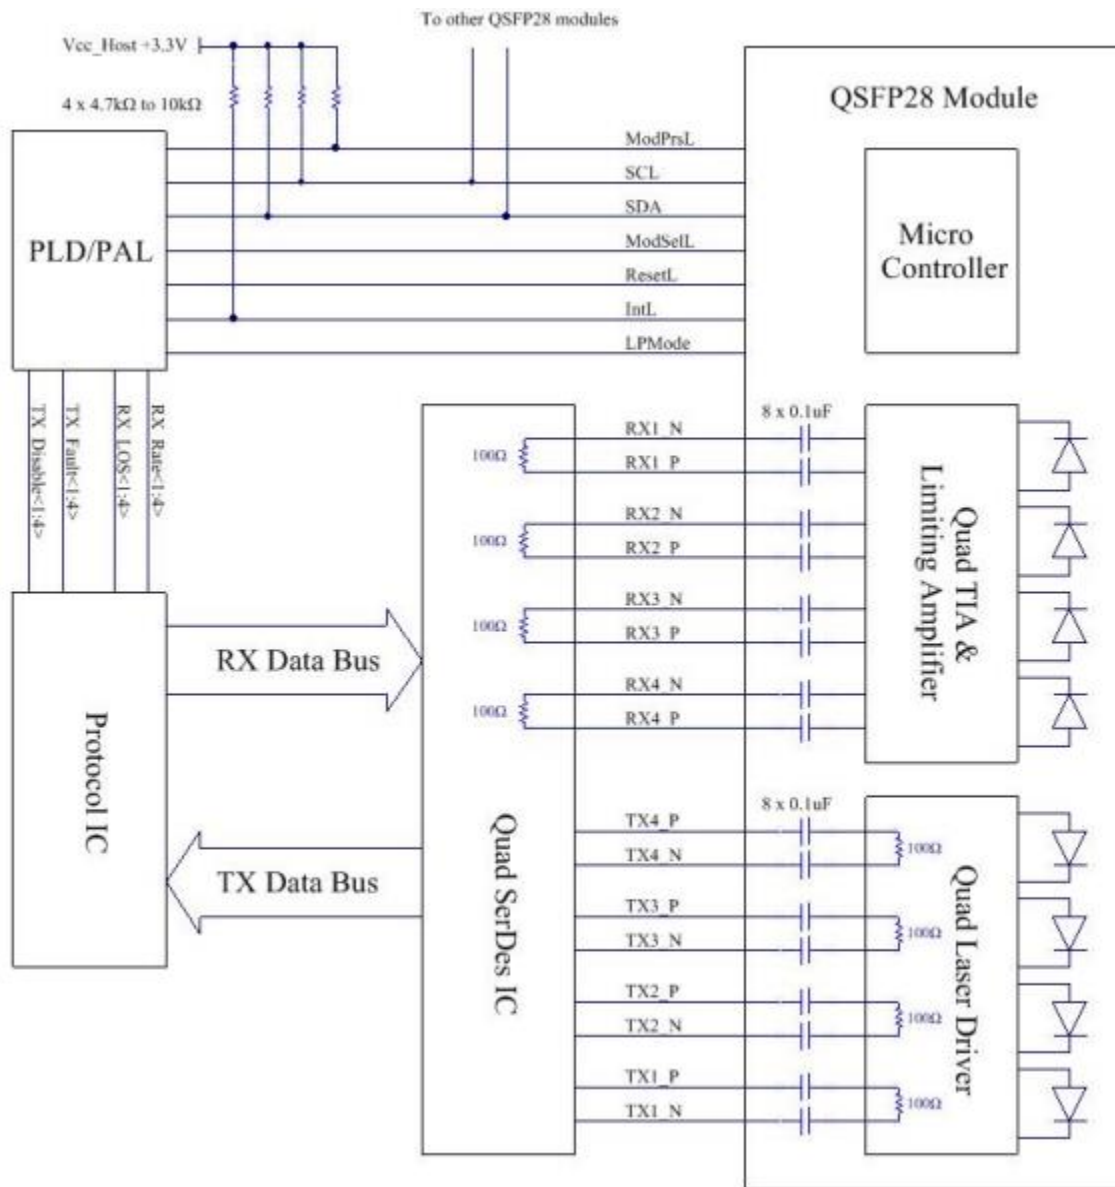 To other QSFP28 modules
Vcc_Host +3.3V
4 x 4.7kΩ to 10kΩ
QSFP28 Module
ModPrsL
SCL
SDA
ModSelL
ResetL
IntL
LPMode
PLD/PAL
Micro
Controller
TX Disable<1:4>
TX Fault<1:4>
RX LOS<1:4>
RX Rate<1:4>
8 x 0.1uF
RX1_N
100Ω
RX1_P
RX2_N
100Ω
RX2_P
RX3_N
100Ω
RX3_P
RX4_N
100Ω
RX4_P
Quad TIA &
Limiting Amplifier
RX Data Bus
Protocol IC
TX Data Bus
Quad SerDes IC
8 x 0.1uF
TX4_P
100Ω
TX4_N
TX3_P
100Ω
TX3_N
TX2_P
100Ω
TX2_N
TX1_P
100Ω
TX1_N
Quad Laser Driver